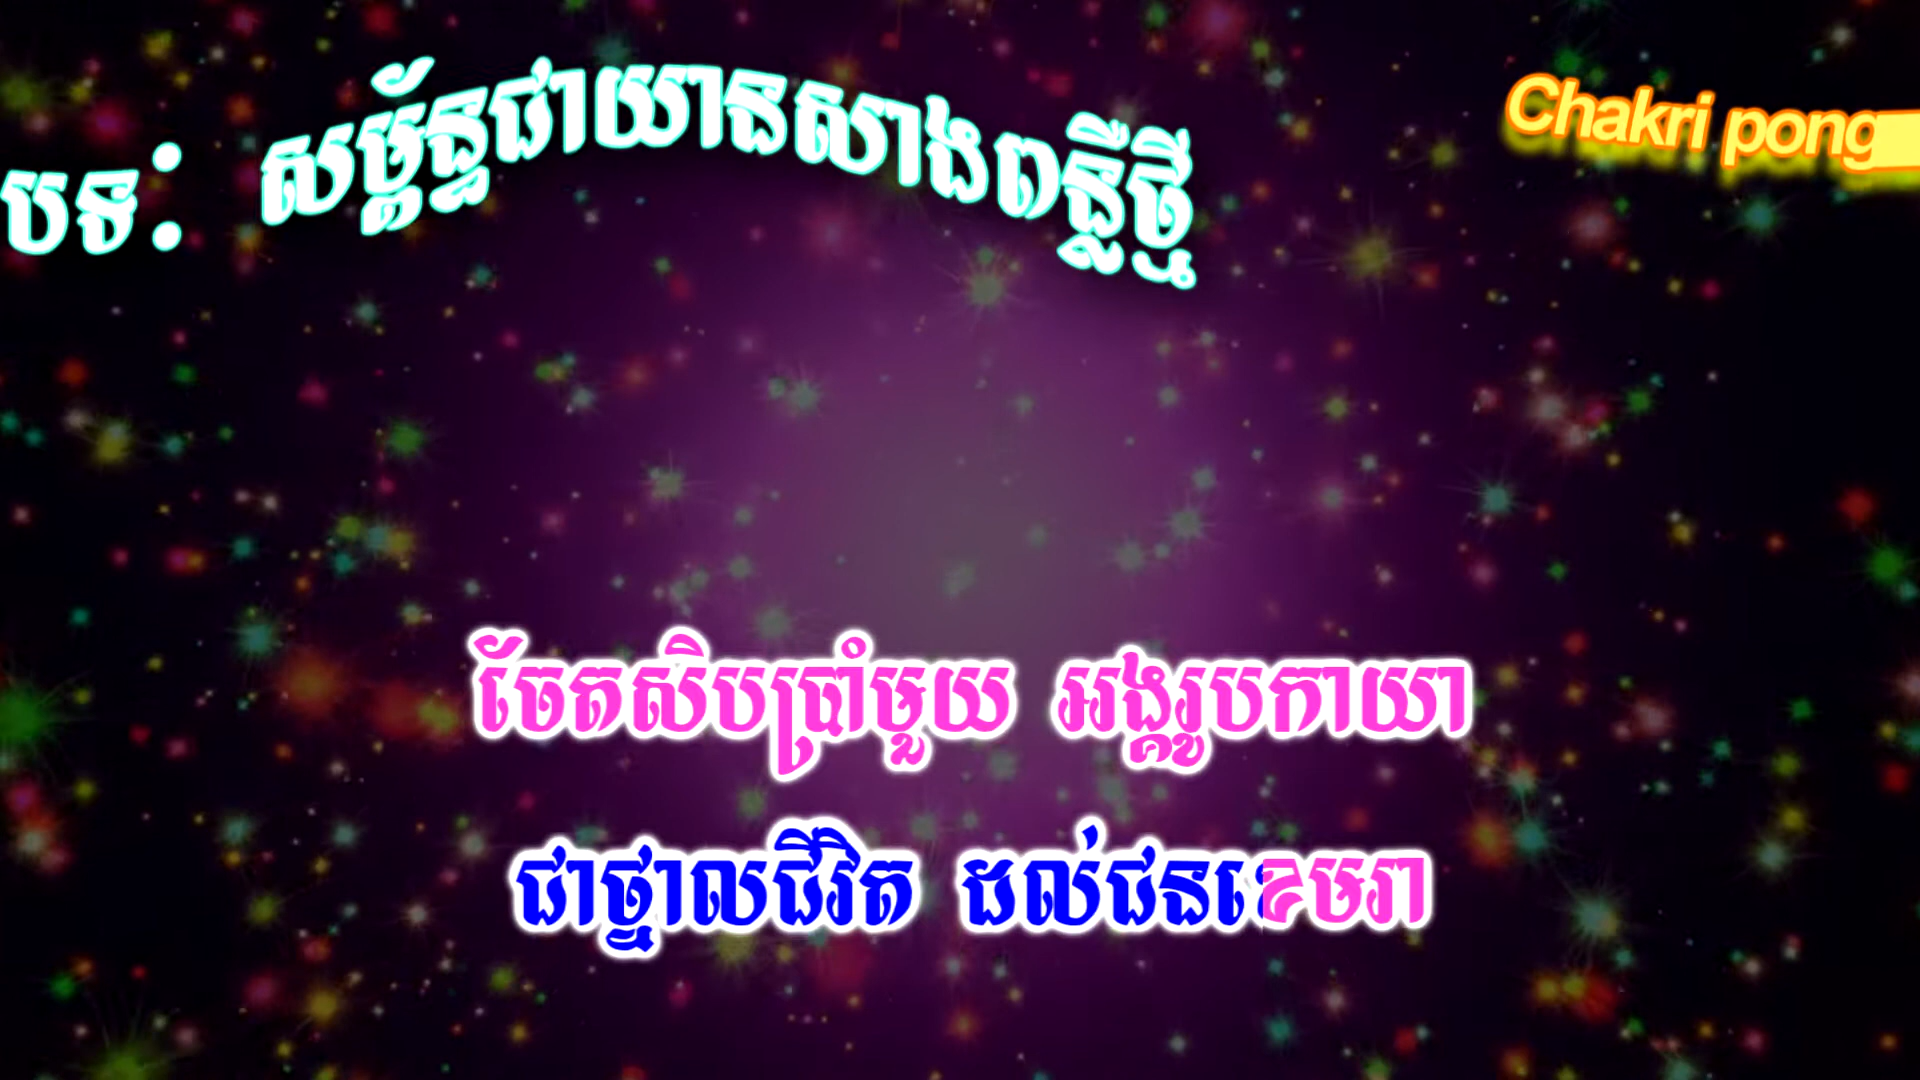 បទ: សម្ព័ន្ធជាយានសាងពន្លឺថ្មី
Chakri pong
ចែតសិបប្រាំមួយ អង្គរូបកាយា
ជាថ្នាលជីវិត ដល់ជនខេមរា